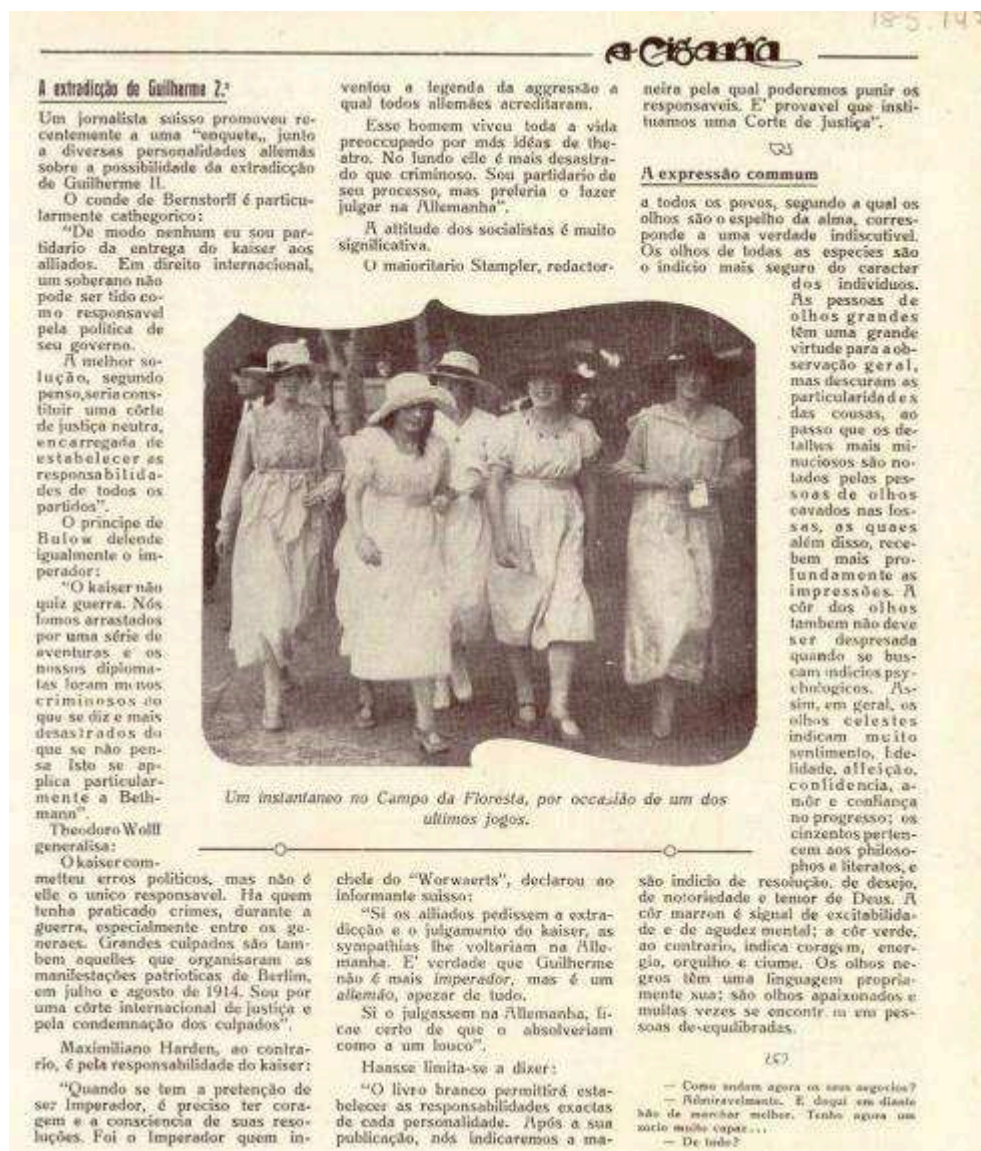 18-5.
A Cigarra
A extradicção de Guilherme 2.º
Um jornalista suisso promoveu re-
centemente a uma "enquete,, junto
a diversas personalidades allemãs
sobre a possibilidade da extradicção
de Guilherme II.
O conde de Bernstorff é particu-
larmente cathegorico:
"De modo nenhum eu sou par-
tidario da entrega do kaiser aos
alliados. Em direito internacional,
um soberano não
pode ser tido co-
mo responsavel
pela politica de
seu governo.
A melhor so-
lução, segundo
penso, seria cons-
tituir uma côrte
de justiça neutra,
encarregada de
estabelecer as
responsabilida-
des de todos os
partidos".
O principe de
Bulow defende
igualmente o im-
perador:
"O kaiser não
quiz guerra. Nós
fomos arrastados
por uma série de
aventuras e os
nossos diploma-
tas foram menos
criminosos do
que se diz e mais
desastrados do
que se não pen-
sa Isto se ap-
plica particular-
mente a Beth-
mann".
Theodoro Wolff
generalisa:
O kaiser com-
metteu erros politicos, mas não é
elle o unico responsavel. Ha quem
tenha praticado crimes, durante a
guerra, especialmente entre os ge-
neraes. Grandes culpados são tam-
bem aquelles que organisaram as
manifestações patrioticas de Berlim,
em julho e agosto de 1914. Sou por
uma côrte internacional de justiça e
pela condemnação dos culpados".
Maximiliano Harden, ao contra-
rio, é pela responsabilidade do kaiser:
"Quando se tem a pretenção de
ser Imperador, é preciso ter cora-
gem e a consciencia de suas reso-
luções. Foi o Imperador quem in-
ventou a legenda da aggressão a
qual todos allemães acreditaram.
Esse homem viveu toda a vida
preoccupado por más idéas de the-
atro. No fundo elle é mais desastra-
do que criminoso. Sou partidario de
seu processo, mas preferia o fazer
julgar na Allemanha".
A attitude dos socialistas é muito
significativa.
O maioritario Stampler, redactor-
Um instantaneo no Campo da Floresta, por occasião de um dos
ultimos jogos.
chefe do "Worwaerts", declarou ao
informante suisso:
"Si os alliados pedissem a extra-
dicção e o julgamento do kaiser, as
sympathias lhe voltariam na Alle-
manha. E' verdade que Guilherme
não é mais imperador, mas é um
allemão, apezar de tudo.
Si o julgassem na Allemanha, fi-
cae certo de que o absolveriam
como a um louco".
Haasse limita-se a dizer:
"O livro branco permittirá esta-
belecer as responsabilidades exactas
de cada personalidade. Após a sua
publicação, nós indicaremos a ma-
neira pela qual poderemos punir os
responsaveis. E' provavel que insti-
tuamos uma Corte de Justiça".
A expressão commum
a todos os povos, segundo a qual os
olhos são o espelho da alma, corres-
ponde a uma verdade indiscutivel.
Os olhos de todas as especies são
o indicio mais seguro do caracter
dos individuos.
As pessoas de
olhos grandes
têm uma grande
virtude para a ob-
servação geral,
mas descuram as
particularidades
das cousas, ao
passo que os de-
talhes mais mi-
nuciosos são no-
tados pelas pes-
soas de olhos
cavados nas fos-
sas, as quaes
além disso, rece-
bem mais pro-
fundamente as
impressões. A
côr dos olhos
tambem não deve
ser despresada
quando se bus-
cam indicios psy-
chologicos. As-
sim, em geral, os
olhos celestes
indicam muito
sentimento, fide-
lidade, affeição,
confidencia, a-
môr e confiança
no progresso; os
cinzentos perten-
cem aos philoso-
phos e literatos, e
são indicio de resolução, de desejo,
de notoriedade e temor de Deus. A
côr marron é signal de excitabilida-
de e de agudez mental; a côr verde,
ao contrario, indica coragem, ener-
gia, orgulho e ciume. Os olhos ne-
gros têm uma linguagem propria-
mente sua; são olhos apaixonados e
muitas vezes se encontram em pes-
soas desequilibradas.
— Como andam agora os seus negocios?
— Admiravelmente. E daqui em diante
hão de marchar melhor. Tenho agora um
socio muito capaz...
— De tudo?